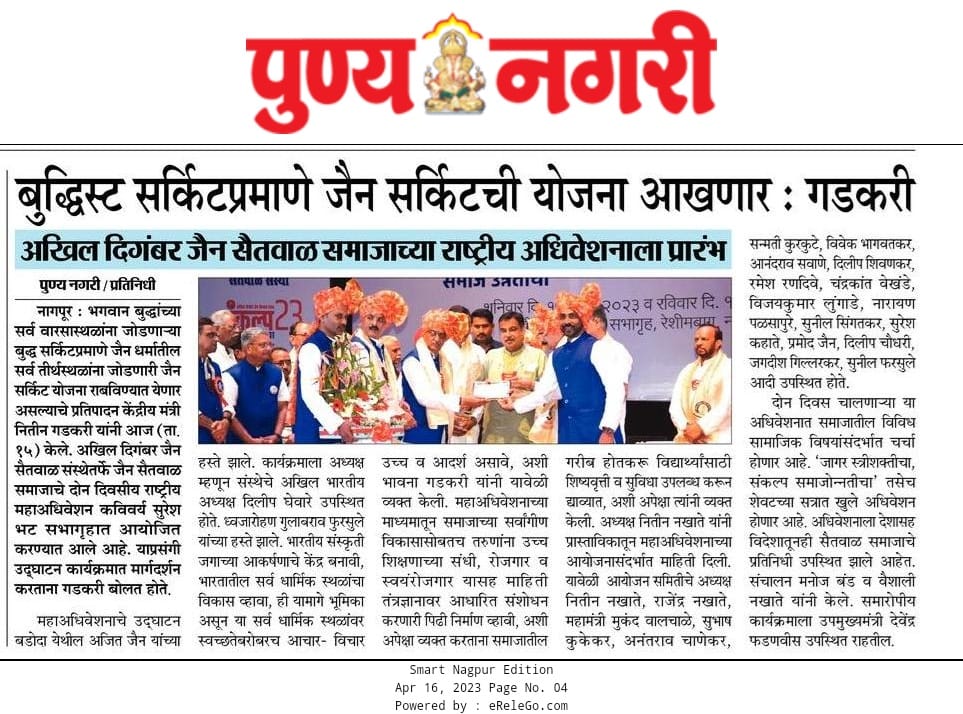 पुण्य नगरी
बुद्धिस्ट सर्किटप्रमाणे जैन सर्किटची योजना आखणार : गडकरी
अखिल दिगंबर जैन सैतवाळ समाजाच्या राष्ट्रीय अधिवेशनाला प्रारंभ
पुण्य नगरी / प्रतिनिधी
नागपूर : भगवान बुद्धांच्या
सर्व वारसास्थळांना जोडणाऱ्या
बुद्ध सर्किटप्रमाणे जैन धर्मातील
सर्व तीर्थस्थळांना जोडणारी जैन
सर्किट योजना राबविण्यात येणार
असल्याचे प्रतिपादन केंद्रीय मंत्री
नितीन गडकरी यांनी आज (ता.
१५) केले. अखिल दिगंबर जैन
सैतवाळ संस्थेतर्फे जैन सैतवाळ
समाजाचे दोन दिवसीय राष्ट्रीय
महाअधिवेशन कविवर्य सुरेश
भट सभागृहात आयोजित
करण्यात आले आहे. याप्रसंगी
उद्घाटन कार्यक्रमात मार्गदर्शन
करताना गडकरी बोलत होते.
महाअधिवेशनाचे उद्घाटन
बडोदा येथील अजित जैन यांच्या
सैतवाळ संस्था
समाज उन्नतीचा
कल्प 23
शनिवार दि.
२०२३ व रविवार दि.
सभागृह, रेशीमबाग
हस्ते झाले. कार्यक्रमाला अध्यक्ष
म्हणून संस्थेचे अखिल भारतीय
अध्यक्ष दिलीप घेवारे उपस्थित
होते. ध्वजारोहण गुलाबराव फुरसुले
यांच्या हस्ते झाले. भारतीय संस्कृती
जगाच्या आकर्षणाचे केंद्र बनावी,
भारतातील सर्व धार्मिक स्थळांचा
विकास व्हावा, ही यामागे भूमिका
असून या सर्व धार्मिक स्थळांवर
स्वच्छतेबरोबरच आचार- विचार
उच्च व आदर्श असावे, अशी
भावना गडकरी यांनी यावेळी
व्यक्त केली. महाअधिवेशनाच्या
माध्यमातून समाजाच्या सर्वांगीण
विकासासोबतच तरुणांना उच्च
शिक्षणाच्या संधी, रोजगार व
स्वयंरोजगार यासह माहिती
तंत्रज्ञानावर आधारित संशोधन
करणारी पिढी निर्माण व्हावी, अशी
अपेक्षा व्यक्त करताना समाजातील
गरीब होतकरू विद्यार्थ्यांसाठी
शिष्यवृत्ती व सुविधा उपलब्ध करून
द्याव्यात, अशी अपेक्षा त्यांनी व्यक्त
केली. अध्यक्ष नितीन नखाते यांनी
प्रास्ताविकातून महाअधिवेशनाच्या
आयोजनासंदर्भात माहिती दिली.
यावेळी आयोजन समितीचे अध्यक्ष
नितीन नखाते, राजेंद्र नखाते,
महामंत्री मुकंद वालचाळे, सुभाष
कुकेकर, अनंतराव चाणेकर,
सन्मती कुरकुटे, विवेक भागवतकर,
आनंदराव सवाणे, दिलीप शिवणकर,
रमेश रणदिवे, चंद्रकांत वेखंडे,
विजयकुमार लुंगाडे, नारायण
पळसापुरे, सुनील सिंगतकर, सुरेश
कहाते, प्रमोद जैन, दिलीप चौधरी,
जगदीश गिल्लरकर, सुनील फरसुले
आदी उपस्थित होते.
दोन दिवस चालणाऱ्या या
अधिवेशनात समाजातील विविध
सामाजिक विषयांसंदर्भात चर्चा
होणार आहे. 'जागर स्त्रीशक्तीचा,
संकल्प समाजोन्नतीचा' तसेच
शेवटच्या सत्रात खुले अधिवेशन
होणार आहे. अधिवेशनाला देशासह
विदेशातूनही सैतवाळ समाजाचे
प्रतिनिधी उपस्थित झाले आहेत.
संचालन मनोज बंड व वैशाली
नखाते यांनी केले. समारोपीय
कार्यक्रमाला उपमुख्यमंत्री देवेंद्र
फडणवीस उपस्थित राहतील.
Smart Nagpur Edition
Apr 16, 2023 Page No. 04
Powered by : eReleGo.com